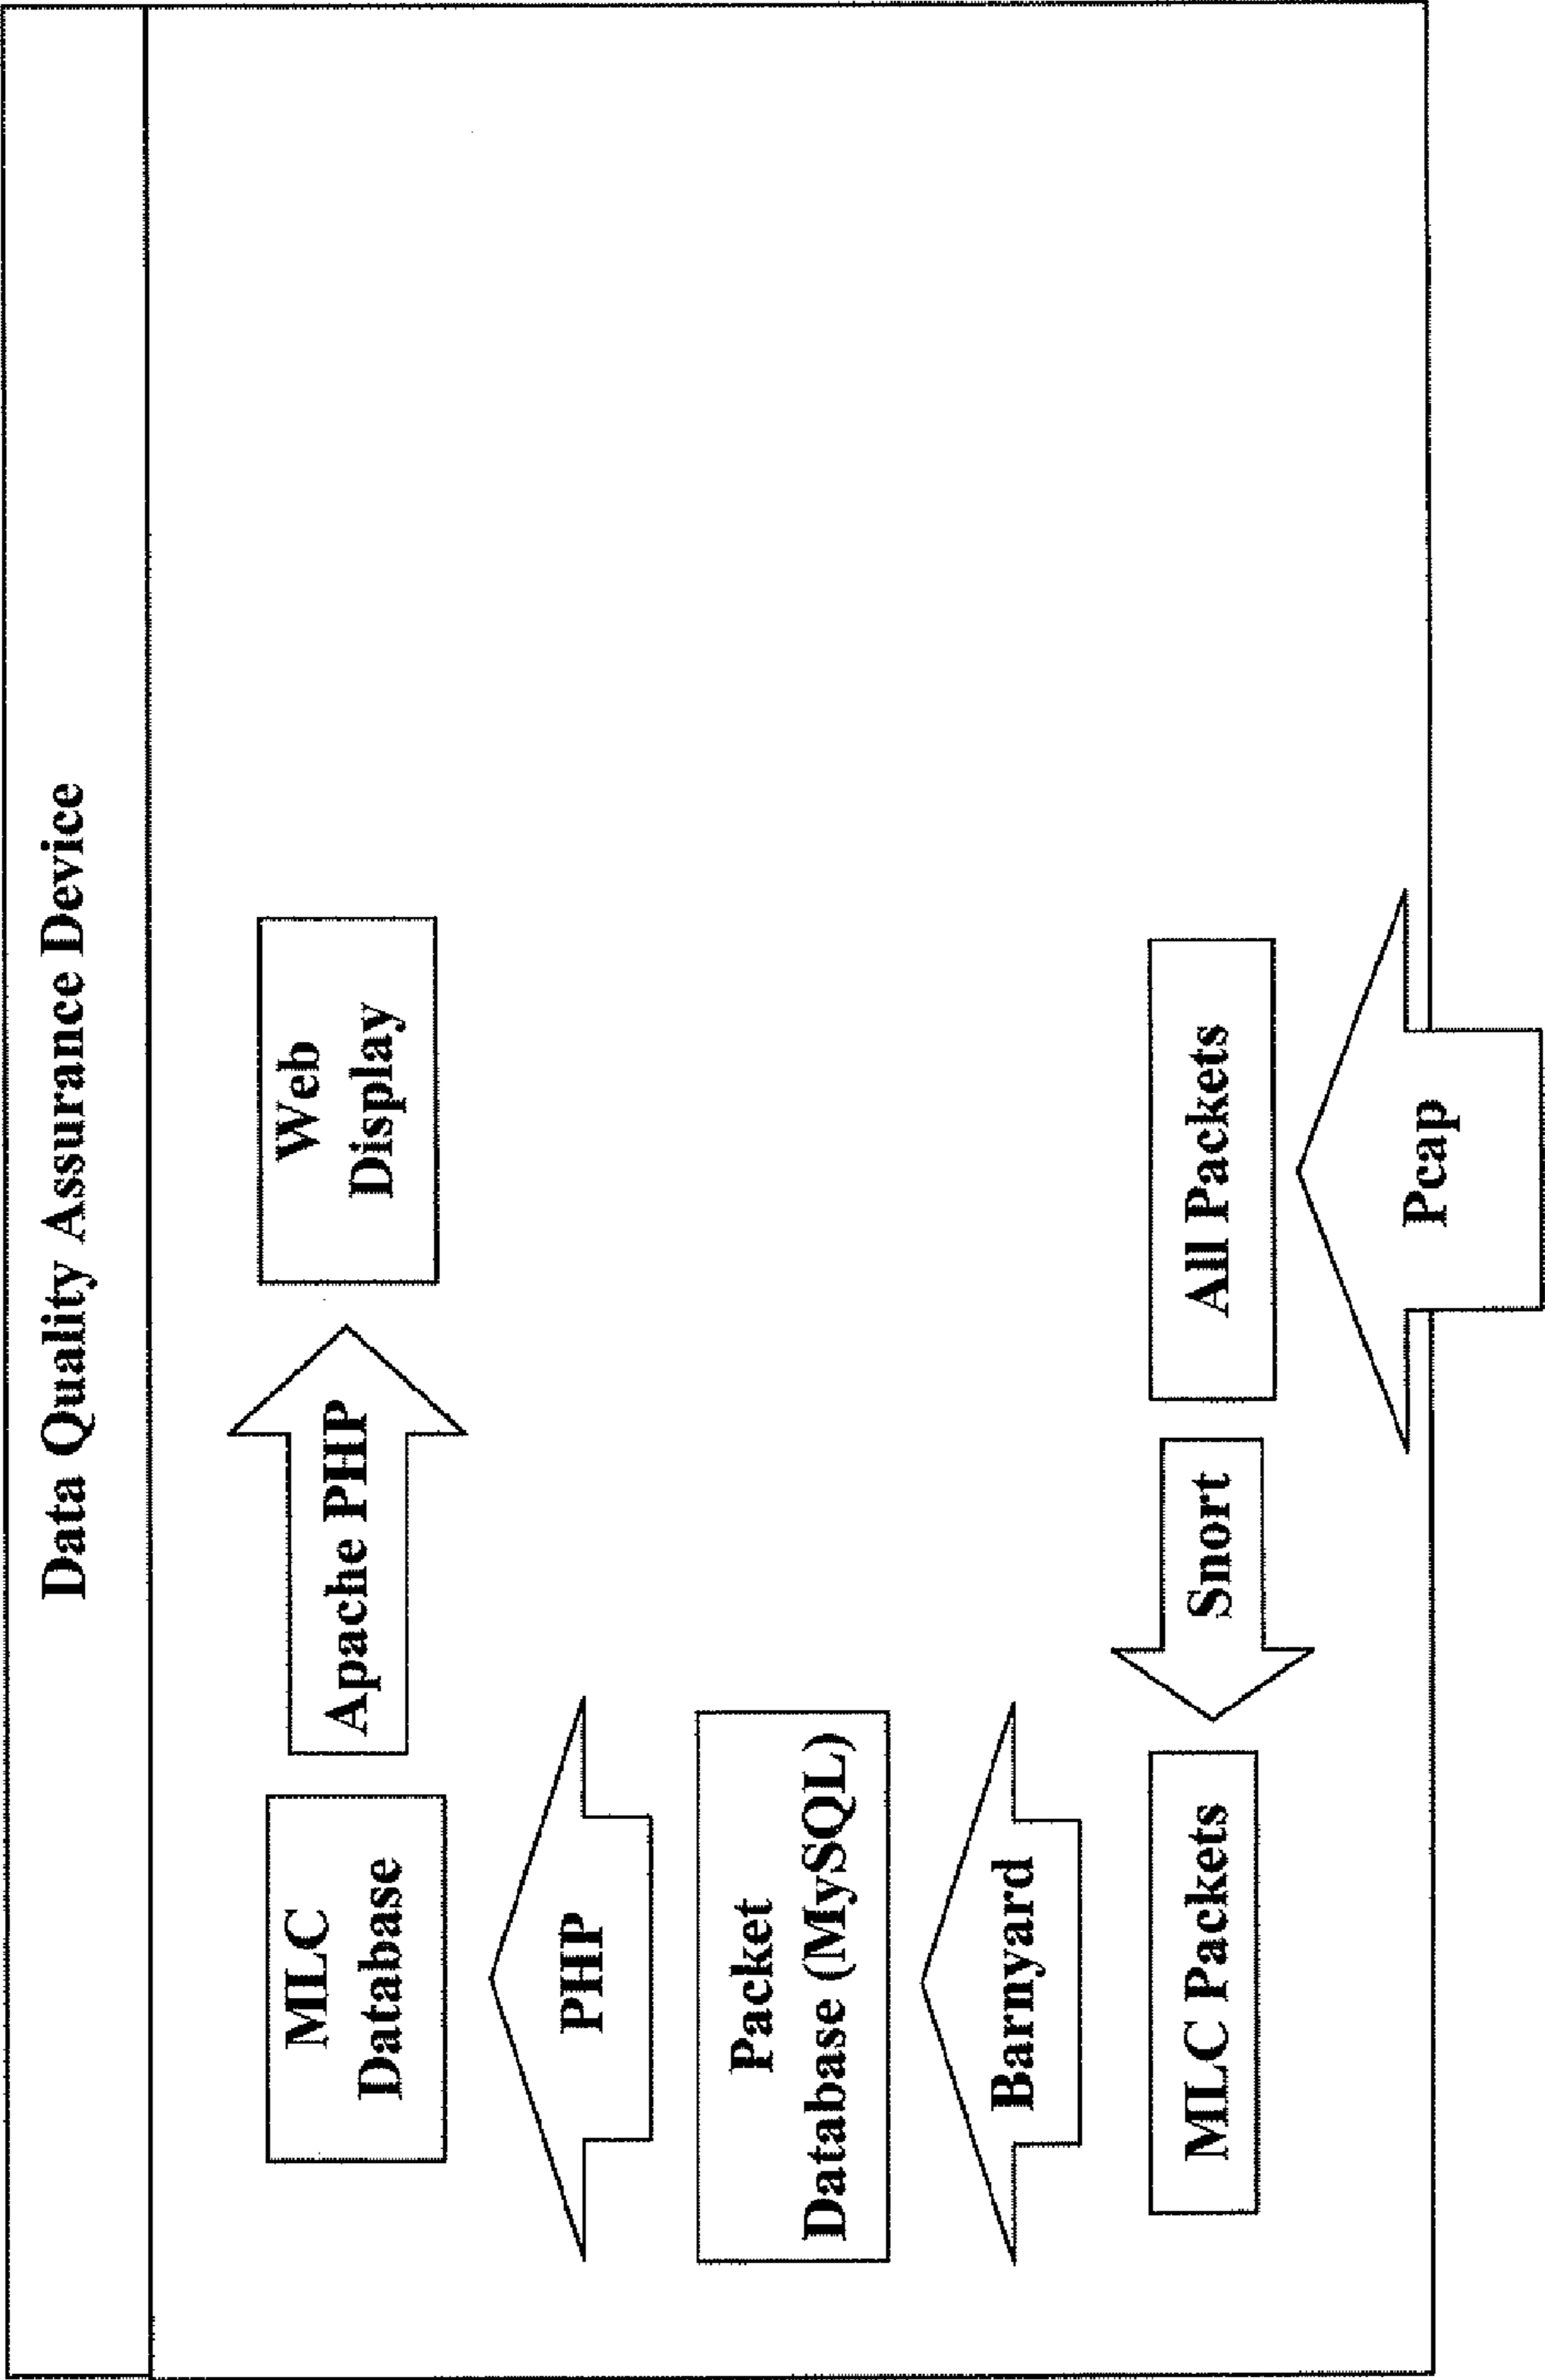 Data Quality Assurance Device
MLC
Database
Apache PHP
Web
Display
PHP
Packet
Database (MySQL)
Barnyard
MLC Packets
Snort
All Packets
Pcap